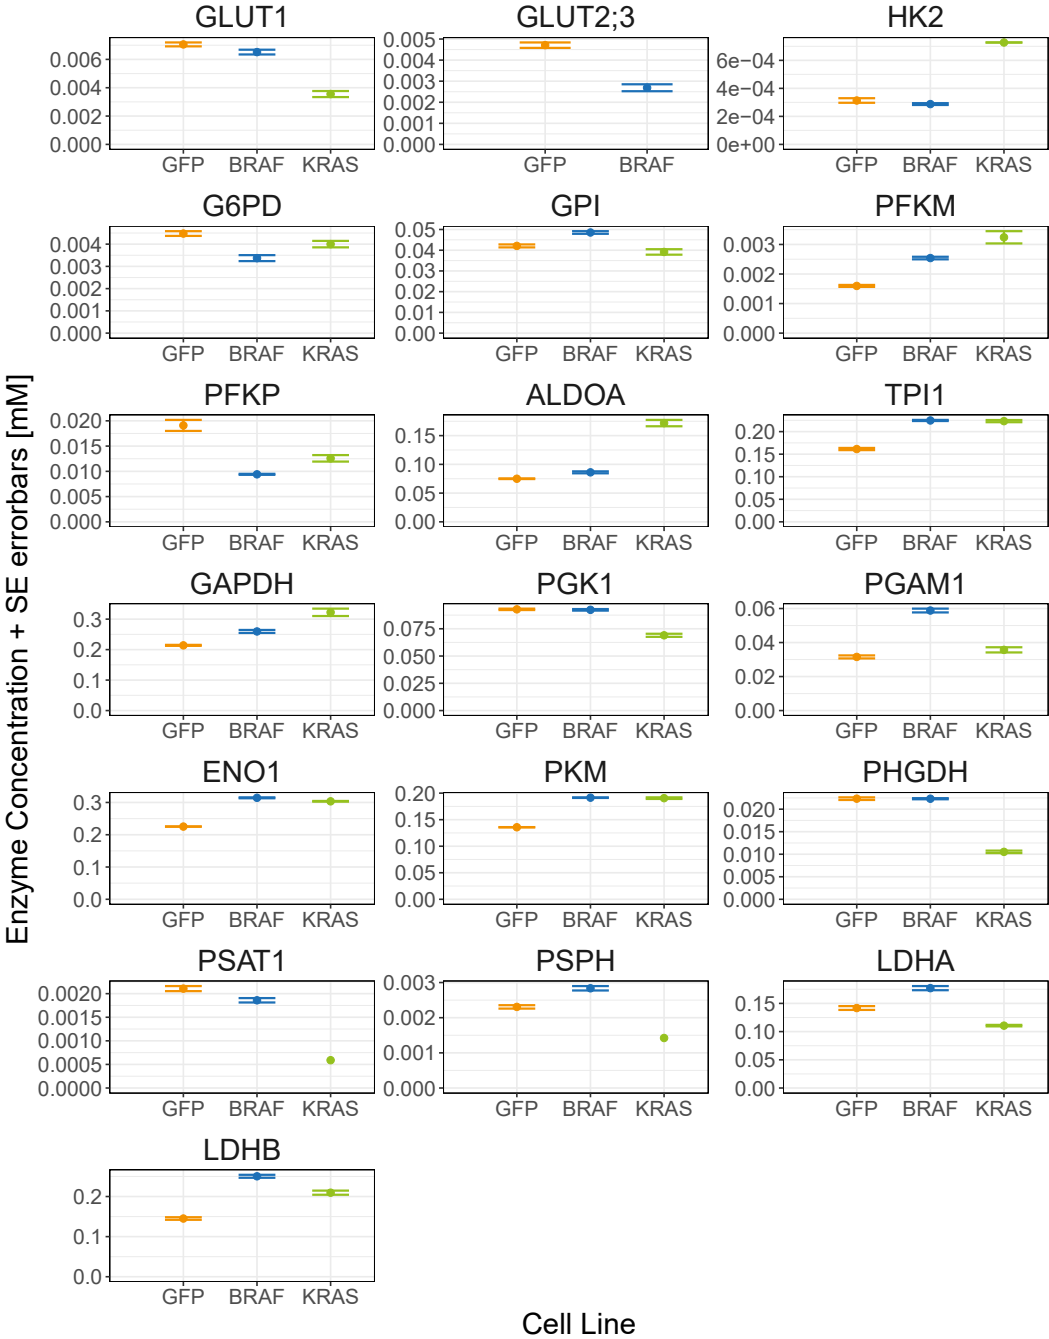 Enzyme Concentration + SE errorbars [mM]
GLUT1
0.006
0.004
0.002
0.000
GFP BRAF KRAS
GLUT2;3
0.005
0.004
0.003
0.002
0.001
0.000
GFP BRAF
HK2
6e−04
4e−04
2e−04
0e+00
GFP BRAF KRAS
G6PD
0.004
0.003
0.002
0.001
0.000
GFP BRAF KRAS
GPI
0.05
0.04
0.03
0.02
0.01
0.00
GFP BRAF KRAS
PFKM
0.003
0.002
0.001
0.000
GFP BRAF KRAS
PFKP
0.020
0.015
0.010
0.005
0.000
GFP BRAF KRAS
ALDOA
0.15
0.10
0.05
0.00
GFP BRAF KRAS
TPI1
0.20
0.15
0.10
0.05
0.00
GFP BRAF KRAS
GAPDH
0.3
0.2
0.1
0.0
GFP BRAF KRAS
PGK1
0.075
0.050
0.025
0.000
GFP BRAF KRAS
PGAM1
0.06
0.04
0.02
0.00
GFP BRAF KRAS
ENO1
0.3
0.2
0.1
0.0
GFP BRAF KRAS
PKM
0.20
0.15
0.10
0.05
0.00
GFP BRAF KRAS
PHGDH
0.020
0.015
0.010
0.005
0.000
GFP BRAF KRAS
PSAT1
0.0020
0.0015
0.0010
0.0005
0.0000
GFP BRAF KRAS
PSPH
0.003
0.002
0.001
0.000
GFP BRAF KRAS
LDHA
0.15
0.10
0.05
0.00
GFP BRAF KRAS
LDHB
0.2
0.1
0.0
GFP BRAF KRAS
Cell Line